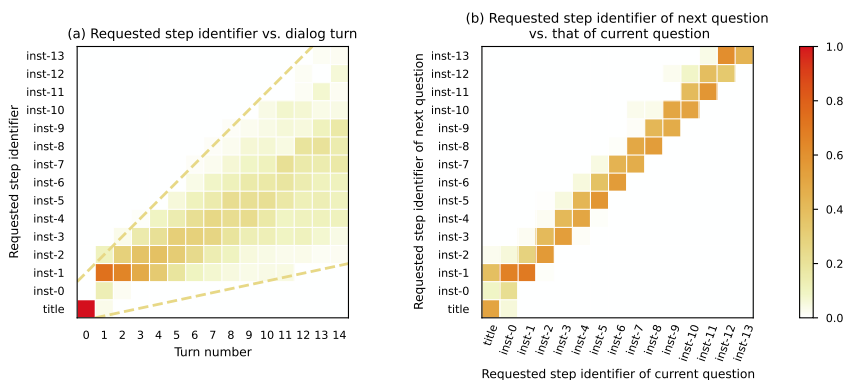 (a) Requested step identifier vs. dialog turn
Requested step identifier
inst-13
inst-12
inst-11
inst-10
inst-9
inst-8
inst-7
inst-6
inst-5
inst-4
inst-3
inst-2
inst-1
inst-0
title
0 1 2 3 4 5 6 7 8 9 10 11 12 13 14
Turn number
(b) Requested step identifier of next question
vs. that of current question
Requested step identifier of next question
inst-13
inst-12
inst-11
inst-10
inst-9
inst-8
inst-7
inst-6
inst-5
inst-4
inst-3
inst-2
inst-1
inst-0
title
title inst-0 inst-1 inst-2 inst-3 inst-4 inst-5 inst-6 inst-7 inst-8 inst-9 inst-10 inst-11 inst-12 inst-13
Requested step identifier of current question
1.0
0.8
0.6
0.4
0.2
0.0